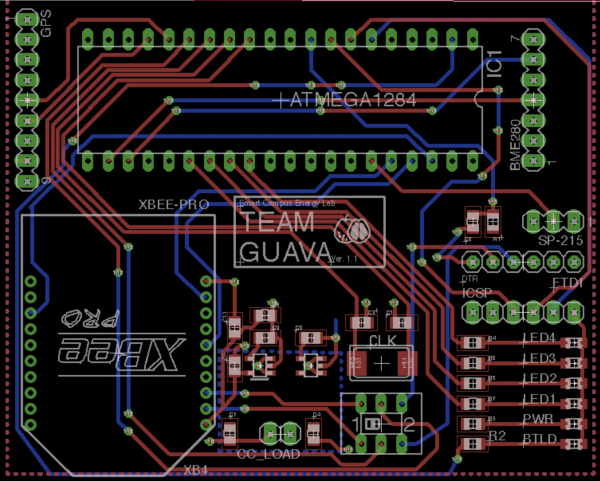 GPS
9
IC1
ATMEGA1284
7
BME280
1
XBEE-PRO
Smart Campus Energy Lab
TEAM
GUAVA
Ver. 1.1
SP-215
DTR
FTDI
ICSP
XBee
PRO
CLK
LED4
LED3
LED2
LED1
PWR
R2
BTLD
1
2
CC_LOAD
XB4